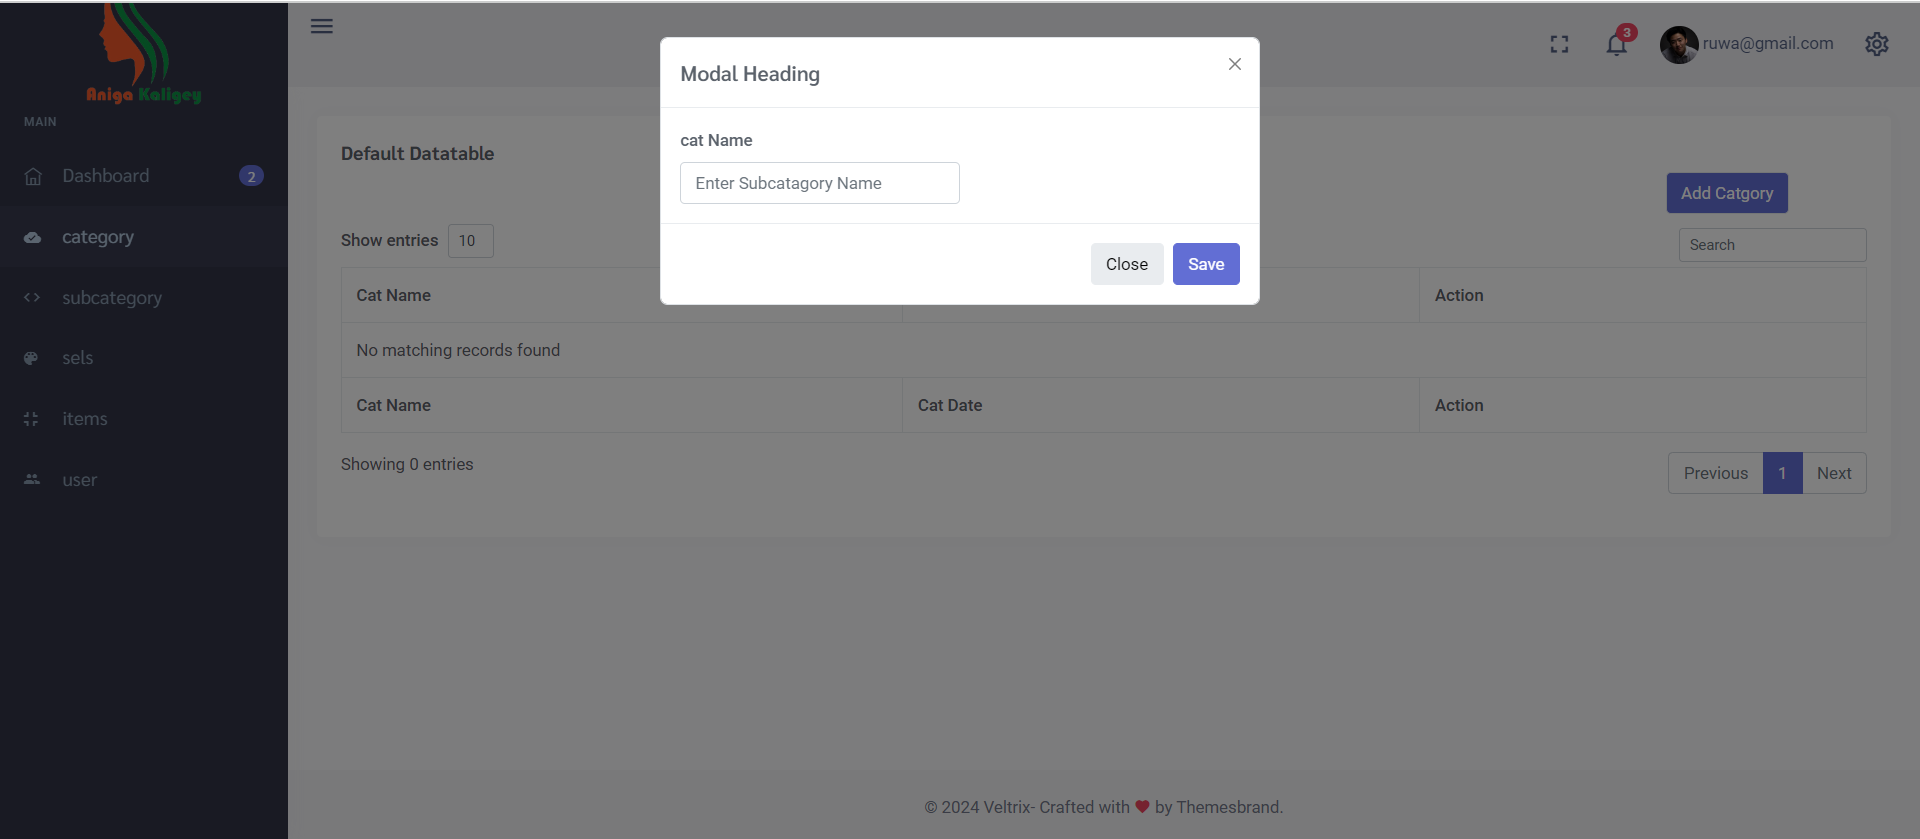 Aniga Kaligey
MAIN
Dashboard 2
category
subcategory
sels
items
user
3
ruwa@gmail.com
Modal Heading
cat Name
Enter Subcatagory Name
Close Save
Default Datatable
Add Catgory
Show entries 10
Search
Cat Name Action
No matching records found
Cat Name Cat Date Action
Showing 0 entries
Previous 1 Next
© 2024 Veltrix- Crafted with by Themesbrand.